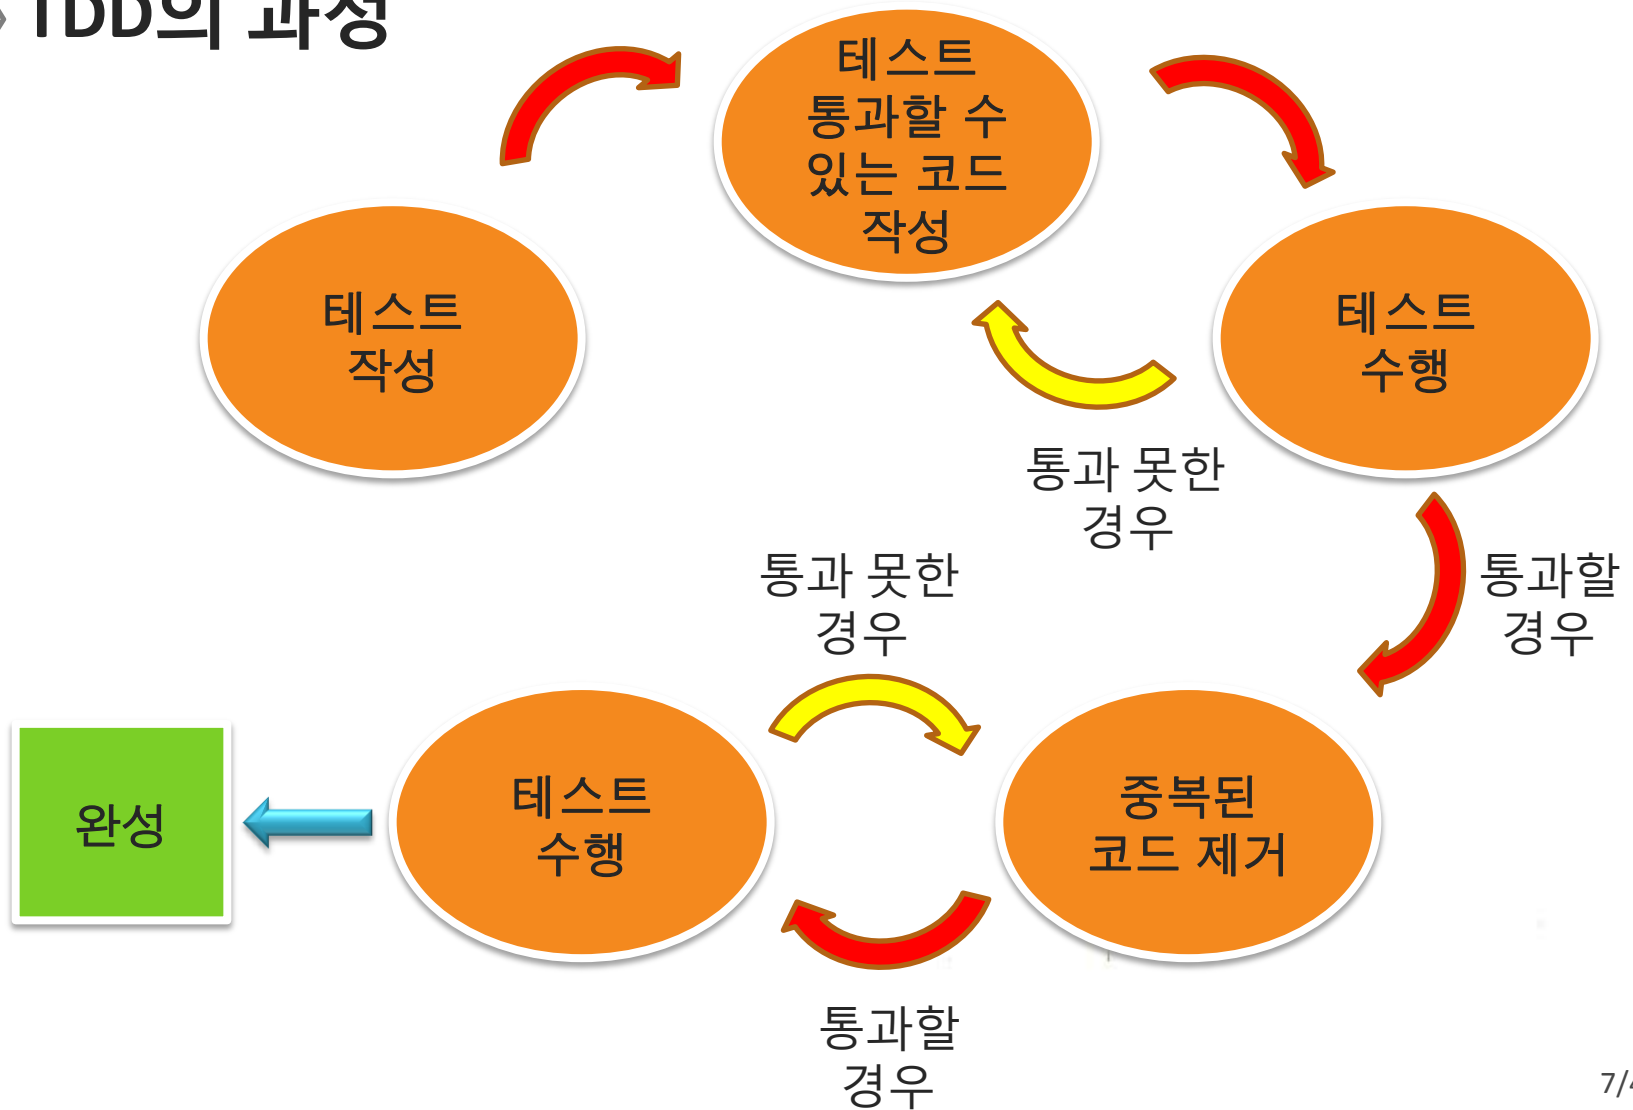 TDD의 과정
테스트
통과할 수
있는 코드
작성
테스트
작성
테스트
수행
통과 못한
경우
통과할
경우
통과 못한
경우
테스트
수행
중복된
코드 제거
완성
통과할
경우
7/4